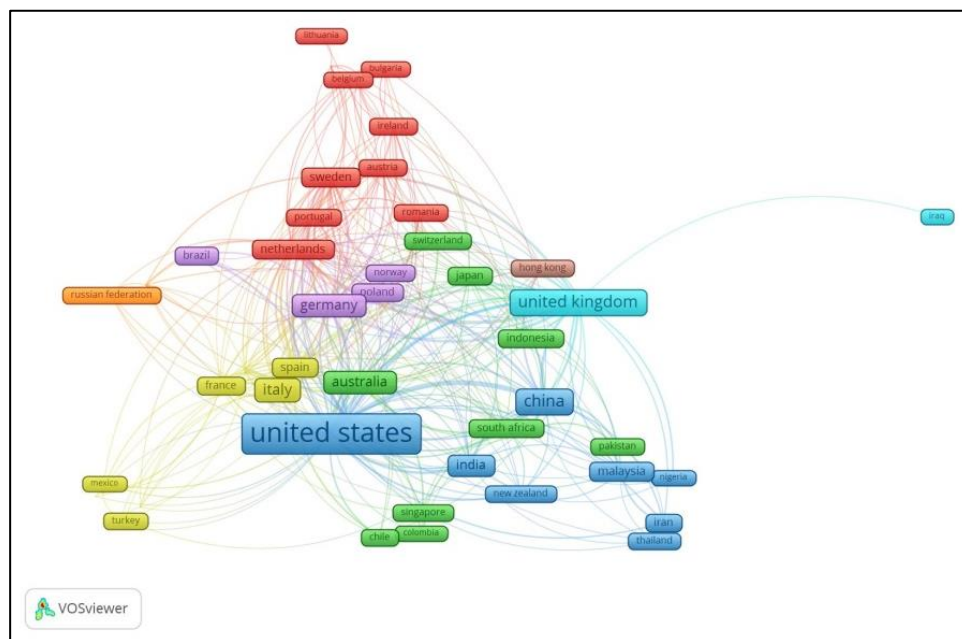 lithuania
bulgaria
belgium
ireland
austria
sweden
portugal
romania
switzerland
netherlands
brazil
norway
japan
hong kong
iraq
russian federation
poland
germany
united kingdom
indonesia
spain
france
italy
australia
china
united states
south africa
pakistan
india
malaysia
nigeria
mexico
new zealand
turkey
singapore
colombia
chile
iran
thailand
VOSviewer